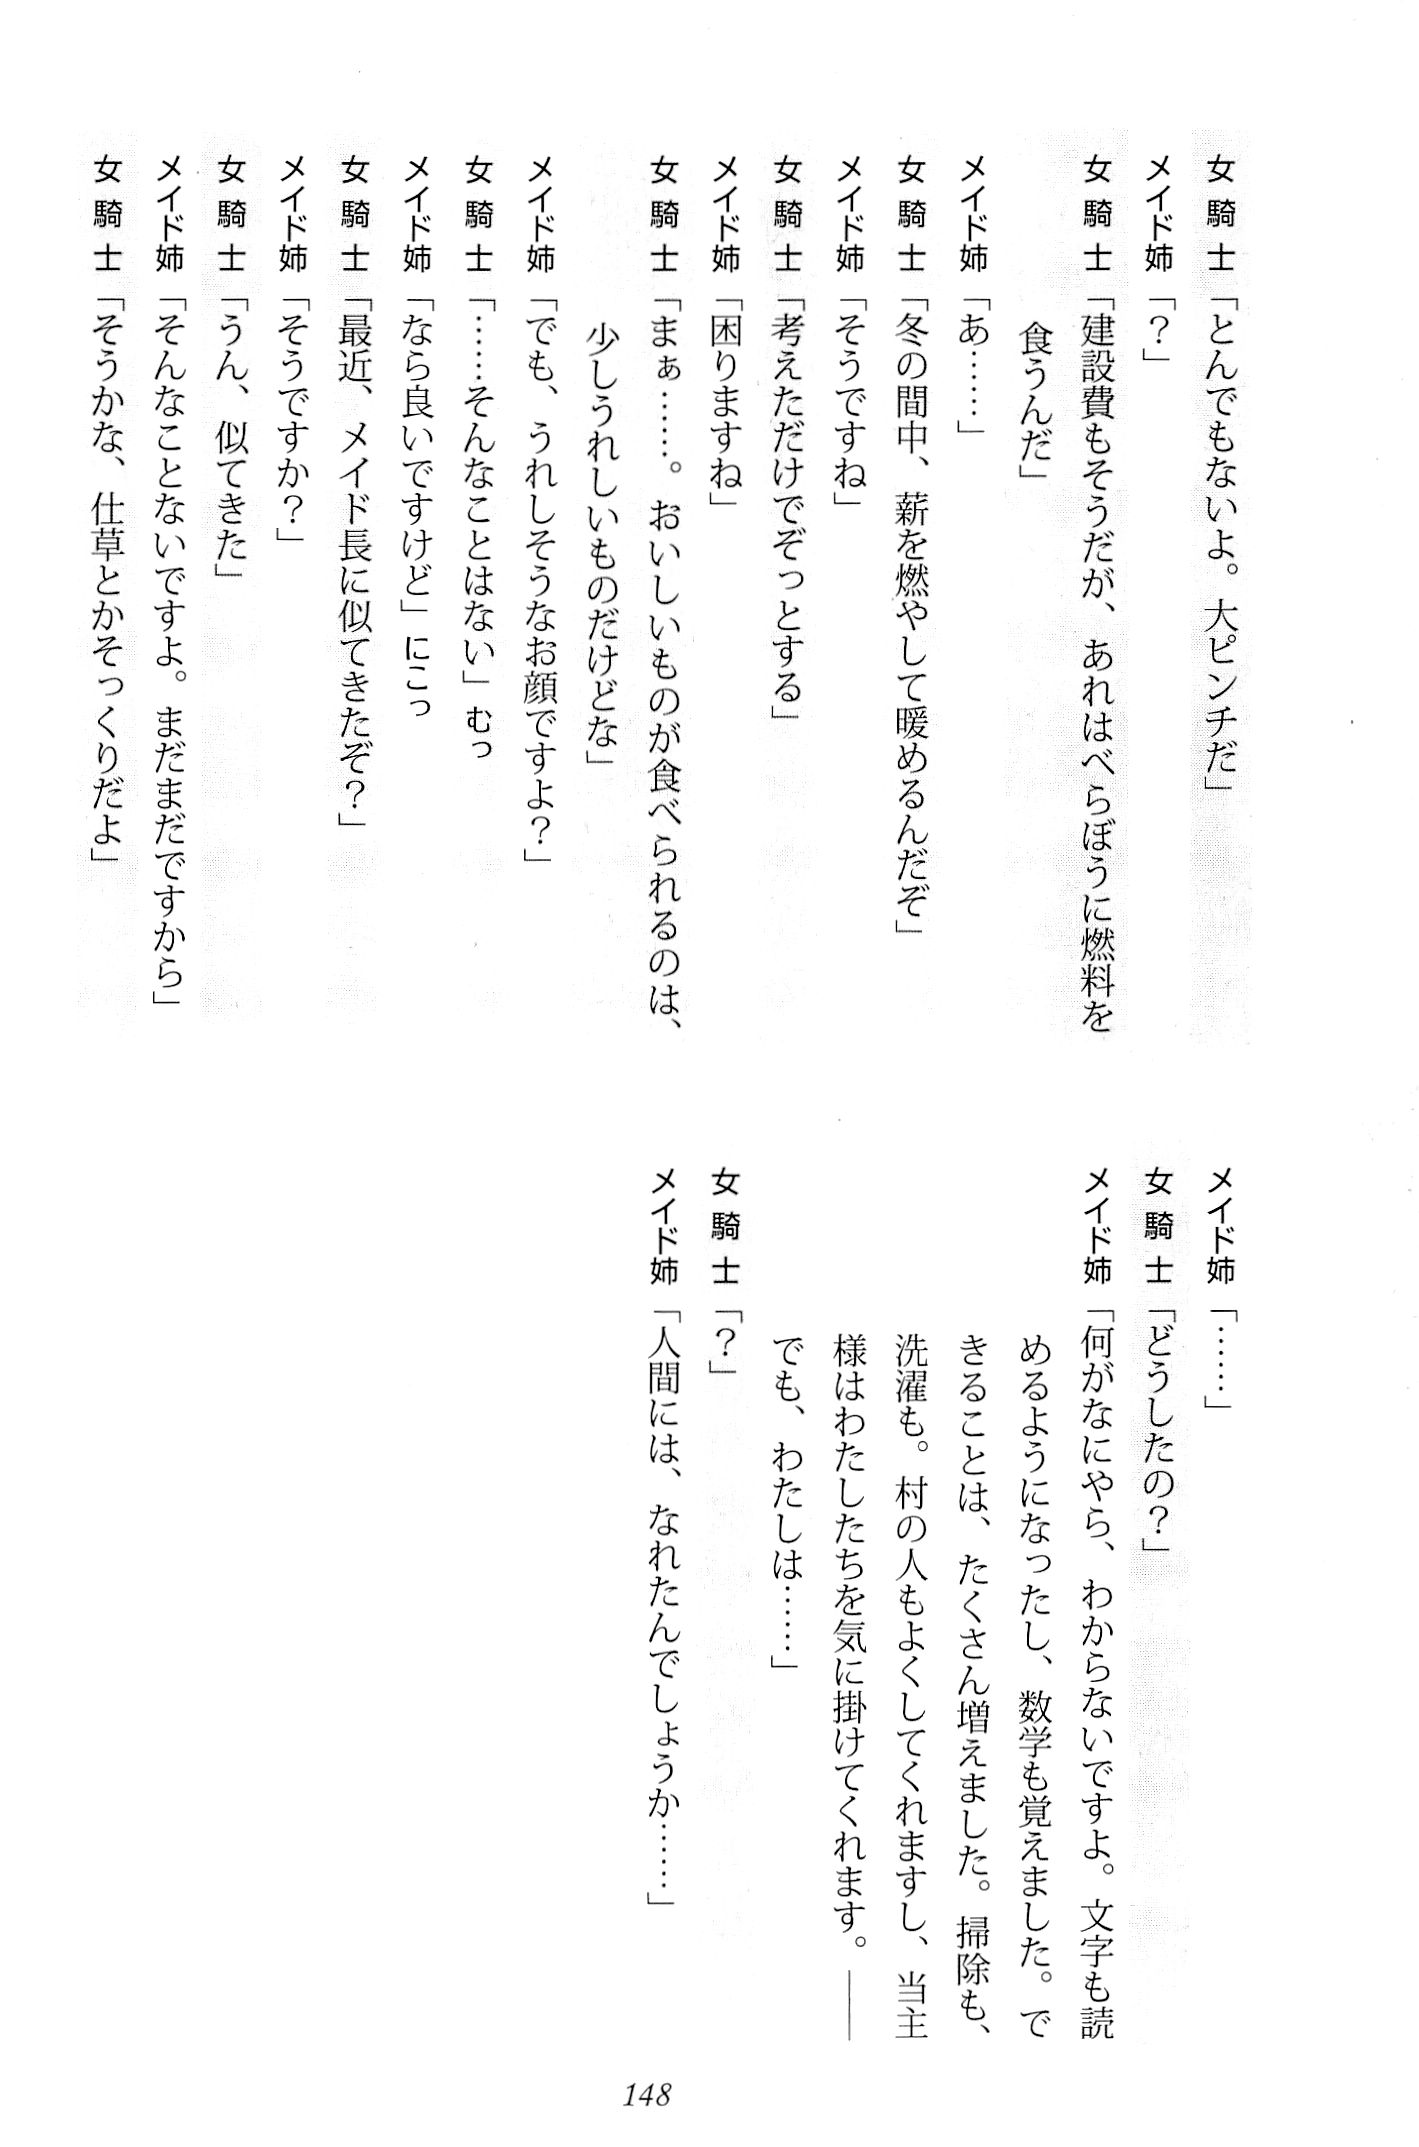 女騎士「とんでもないよ。大ピンチだ」
メイド姉「？」
女騎士「建設費もそうだが、あれはべらぼうに燃料を
食うんだ」
メイド姉「あ……」
女騎士「冬の間中、薪を燃やして暖めるんだぞ」
メイド姉「そうですね」
女騎士「考えただけでぞっとする」
メイド姉「困りますね」
女騎士「まぁ……。おいしいものが食べられるのは、
少しうれしいものだけどな」
メイド姉「でも、うれしそうなお顔ですよ？」
女騎士「……そんなことはない」むっ
メイド姉「なら良いですけど」にこっ
女騎士「最近、メイド長に似てきたぞ？」
メイド姉「そうですか？」
女騎士「うん、似てきた」
メイド姉「そんなことないですよ。まだまだですから」
女騎士「そうかな、仕草とかそっくりだよ」
メイド姉「……」
女騎士「どうしたの？」
メイド姉「何がなにやら、わからないですよ。文字も読
めるようになったし、数学も覚えました。で
きることは、たくさん増えました。掃除も、
洗濯も。村の人もよくしてくれますし、当主
様はわたしたちを気に掛けてくれます。――
でも、わたしは……」
女騎士「？」
メイド姉「人間には、なれたんでしょうか……」
148